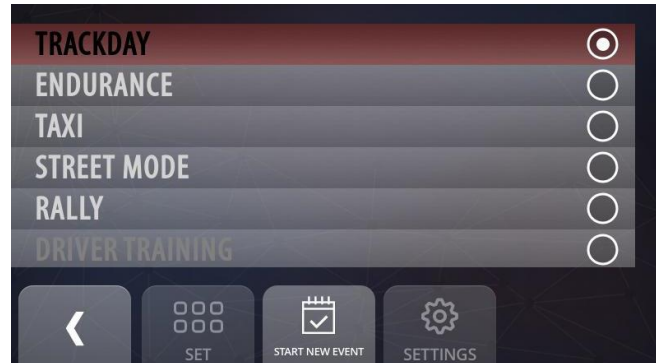 TRACKDAY
ENDURANCE
TAXI
STREET MODE
RALLY
DRIVER TRAINING
SET
START NEW EVENT
SETTINGS